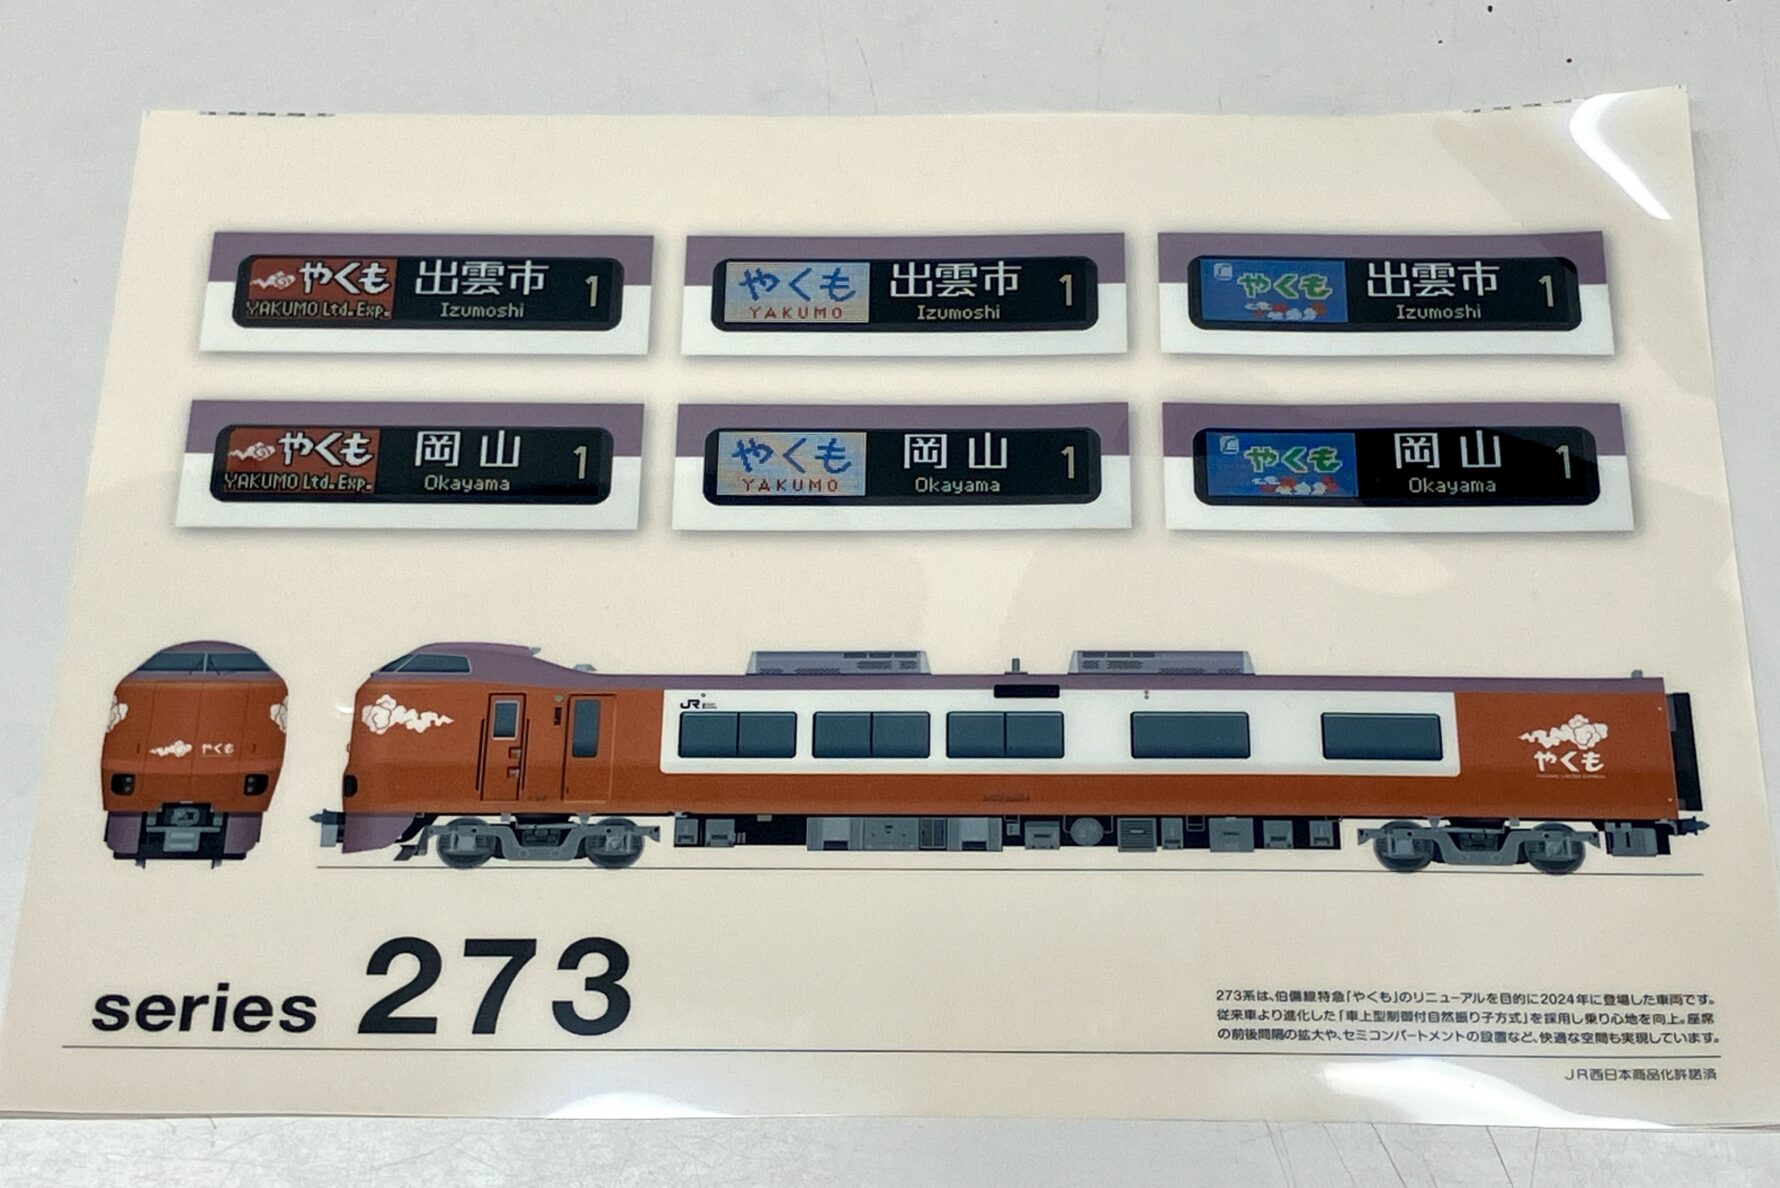 やくも 出雲市 1
YAKUMO Ltd. Exp. Izumoshi
やくも 出雲市 1
YAKUMO Izumoshi
やくも 出雲市 1
Izumoshi
やくも 岡山 1
YAKUMO Ltd. Exp. Okayama
やくも 岡山 1
YAKUMO Okayama
やくも 岡山 1
Okayama
やくも
JR
やくも
series 273
273系は、伯備線特急「やくも」のリニューアルを目的に2024年に登場した車両です。
従来車より進化した「車上型制御付自然振り子方式」を採用し乗り心地を向上。座席
の前後間隔の拡大や、セミコンパートメントの設置など、快適な空間も実現しています。
JR西日本商品化許諾済